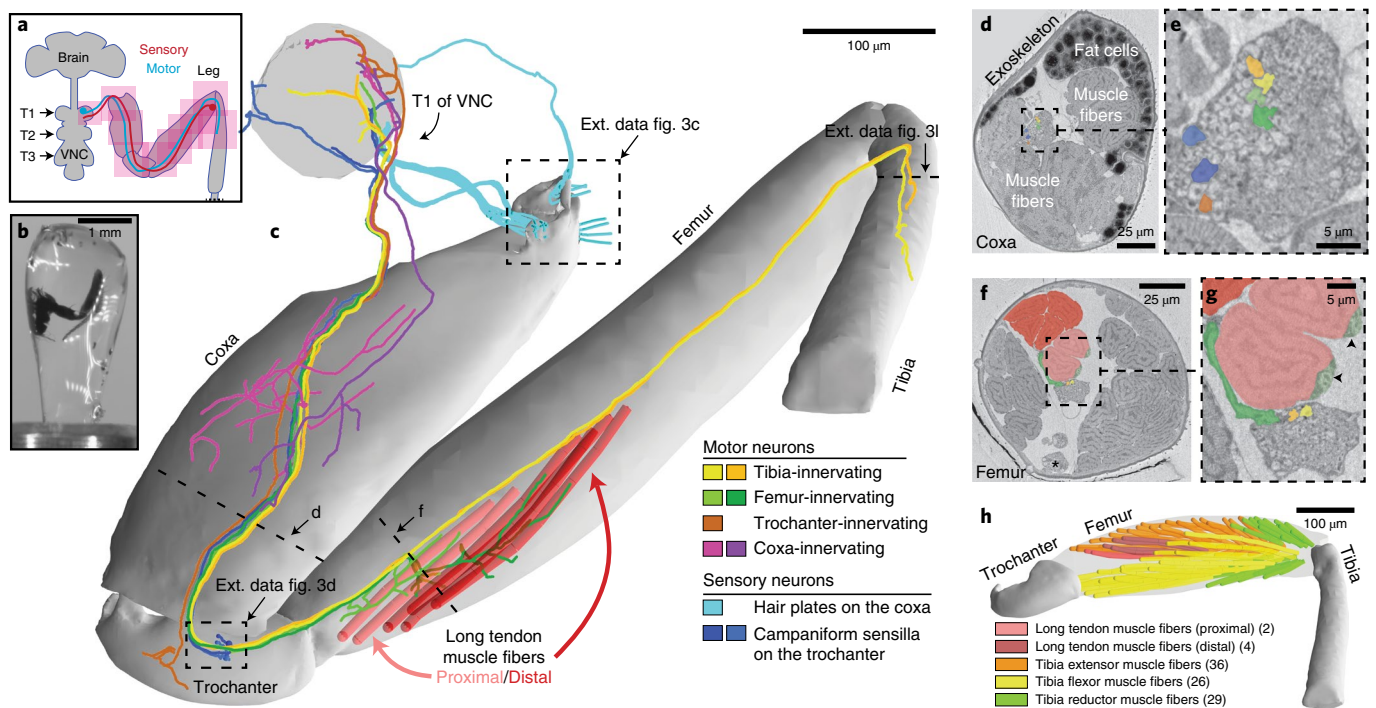 a
Brain
Sensory
Motor
Leg
T1
T2
T3
VNC
b
1 mm
c
T1 of VNC
100 µm
Ext. data fig. 3c
Ext. data fig. 3l
Femur
Tibia
Coxa
d
f
Ext. data fig. 3d
Trochanter
Long tendon
muscle fibers
Proximal/Distal
Motor neurons
Tibia-innervating
Femur-innervating
Trochanter-innervating
Coxa-innervating
Sensory neurons
Hair plates on the coxa
Campaniform sensilla
on the trochanter
d
Exoskeleton
Fat cells
Muscle
fibers
Muscle
fibers
Coxa
25 µm
e
5 µm
f
25 µm
*
Femur
g
5 µm
h
100 µm
Femur
Trochanter
Tibia
Long tendon muscle fibers (proximal) (2)
Long tendon muscle fibers (distal) (4)
Tibia extensor muscle fibers (36)
Tibia flexor muscle fibers (26)
Tibia reductor muscle fibers (29)